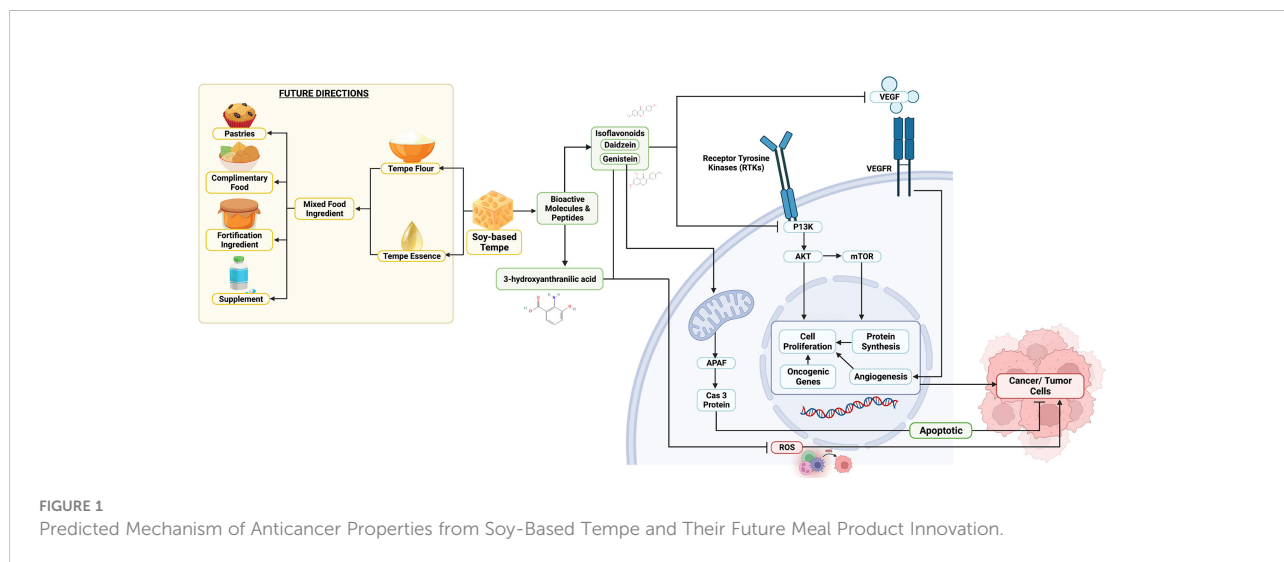 FUTURE DIRECTIONS
Pastries
Complimentary
Food
Fortification
Ingredient
Supplement
Mixed Food
Ingredient
Tempe Flour
Tempe Essence
Soy-based
Tempe
Bioactive
Molecules &
Peptides
Isoflavonoids
Daidzein
Genistein
3-hydroxyanthranilic acid
VEGF
VEGFR
Receptor Tyrosine
Kinases (RTKs)
P13K
AKT
mTOR
Cell
Proliferation
Protein
Synthesis
Oncogenic
Genes
Angiogenesis
APAF
Cas 3
Protein
Apoptotic
ROS
Cancer/ Tumor
Cells
FIGURE 1
Predicted Mechanism of Anticancer Properties from Soy-Based Tempe and Their Future Meal Product Innovation.